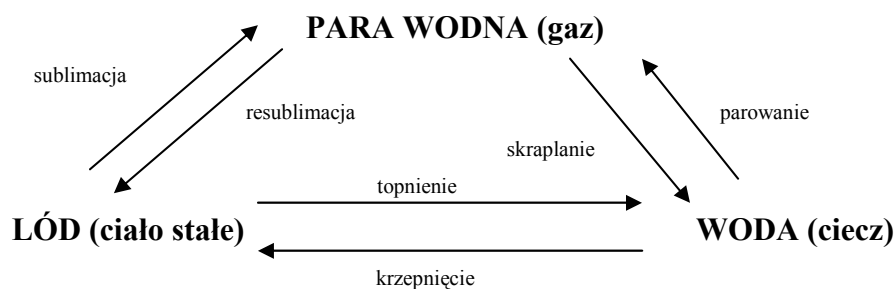 PARA WODNA (gaz)
sublimacja
resublimacja
parowanie
skraplanie
topnienie
LÓD (ciało stałe)
WODA (ciecz)
krzepnięcie